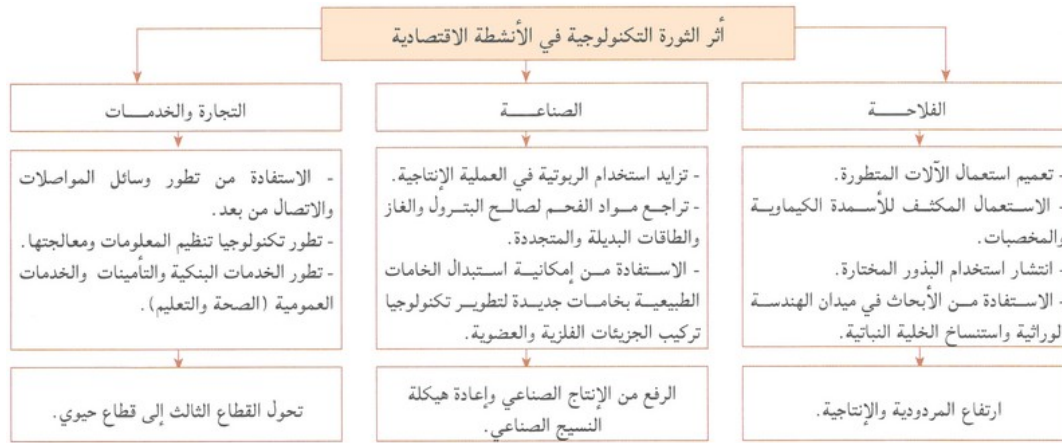 أثر الثورة التكنولوجية في الأنشطة الاقتصادية
الفلاحـــــة
- تعميم استعمال الآلات المتطورة.
- الاستعمال المكثف للأسمدة الكيماوية
والمخصبات.
- انتشار استخدام البذور المختارة.
- الاستفادة من الأبحاث في ميدان الهندسة
الوراثية واستنساخ الخلية النباتية.
ارتفاع المردودية والإنتاجية.
الصناعـــــة
- تزايد استخدام الربوتية في العملية الإنتاجية.
- تراجع مواد الفحم لصالح البترول والغاز
والطاقات البديلة والمتجددة.
- الاستفادة من إمكانية استبدال الخامات
الطبيعية بخامات جديدة لتطوير تكنولوجيا
تركيب الجزيئات الفلزية والعضوية.
الرفع من الإنتاج الصناعي وإعادة هيكلة
النسيج الصناعي.
التجارة والخدمـــات
- الاستفادة من تطور وسائل المواصلات
والاتصال من بعد.
- تطور تكنولوجيا تنظيم المعلومات ومعالجتها.
- تطور الخدمات البنكية والتأمينات والخدمات
العمومية (الصحة والتعليم).
تحول القطاع الثالث إلى قطاع حيوي.